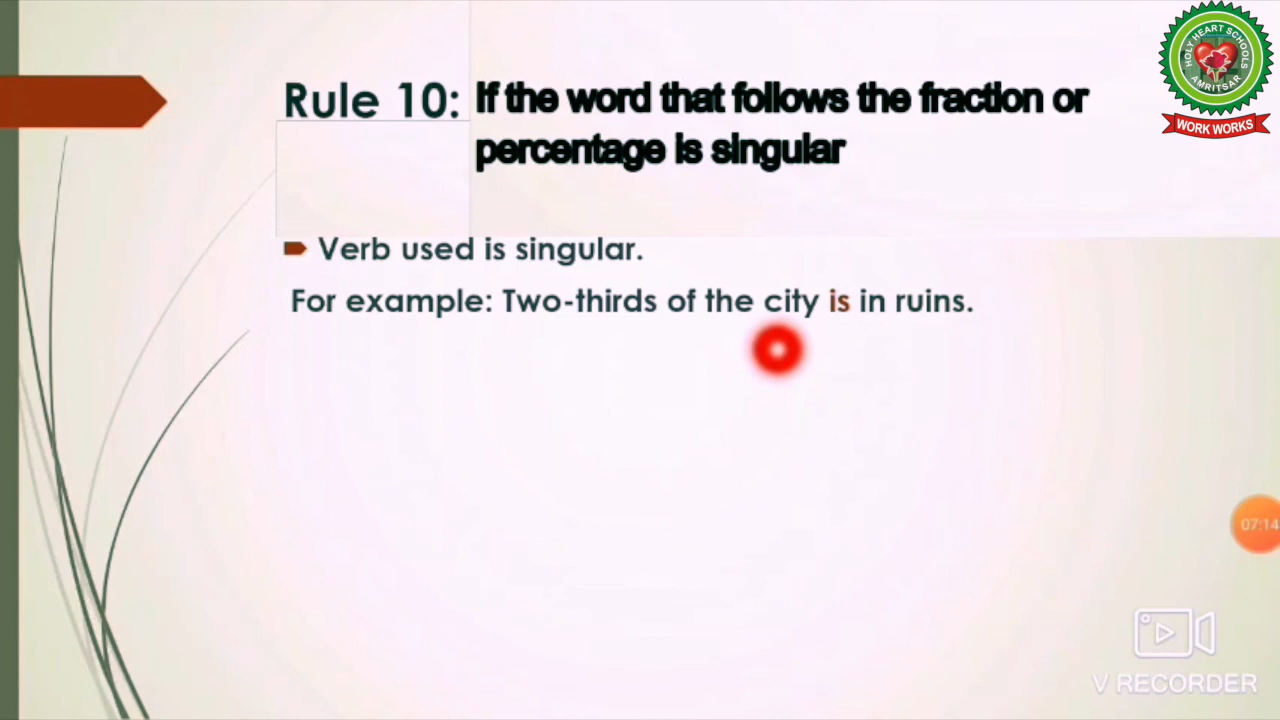 Rule 10: If the word that follows the fraction or
percentage is singular
Verb used is singular.
For example: Two-thirds of the city is in ruins.
HOLY HEART SCHOOLS
AMRITSAR
WORK WORKS
07:14
V RECORDER